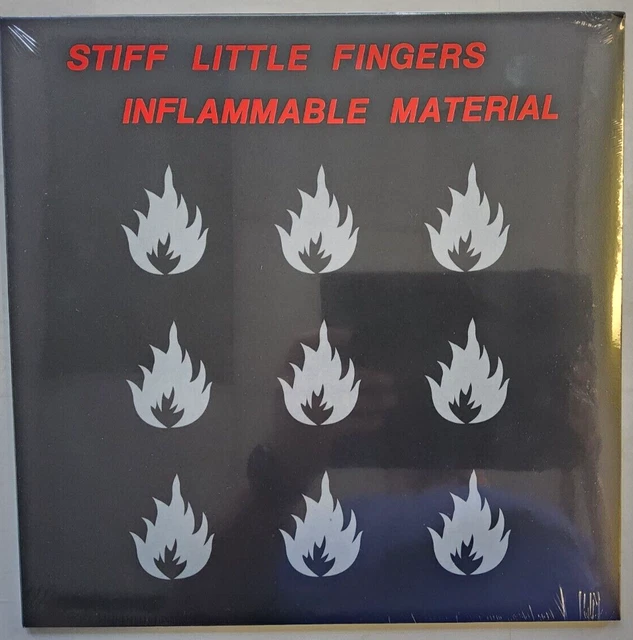 STIFF LITTLE FINGERS
INFLAMMABLE MATERIAL